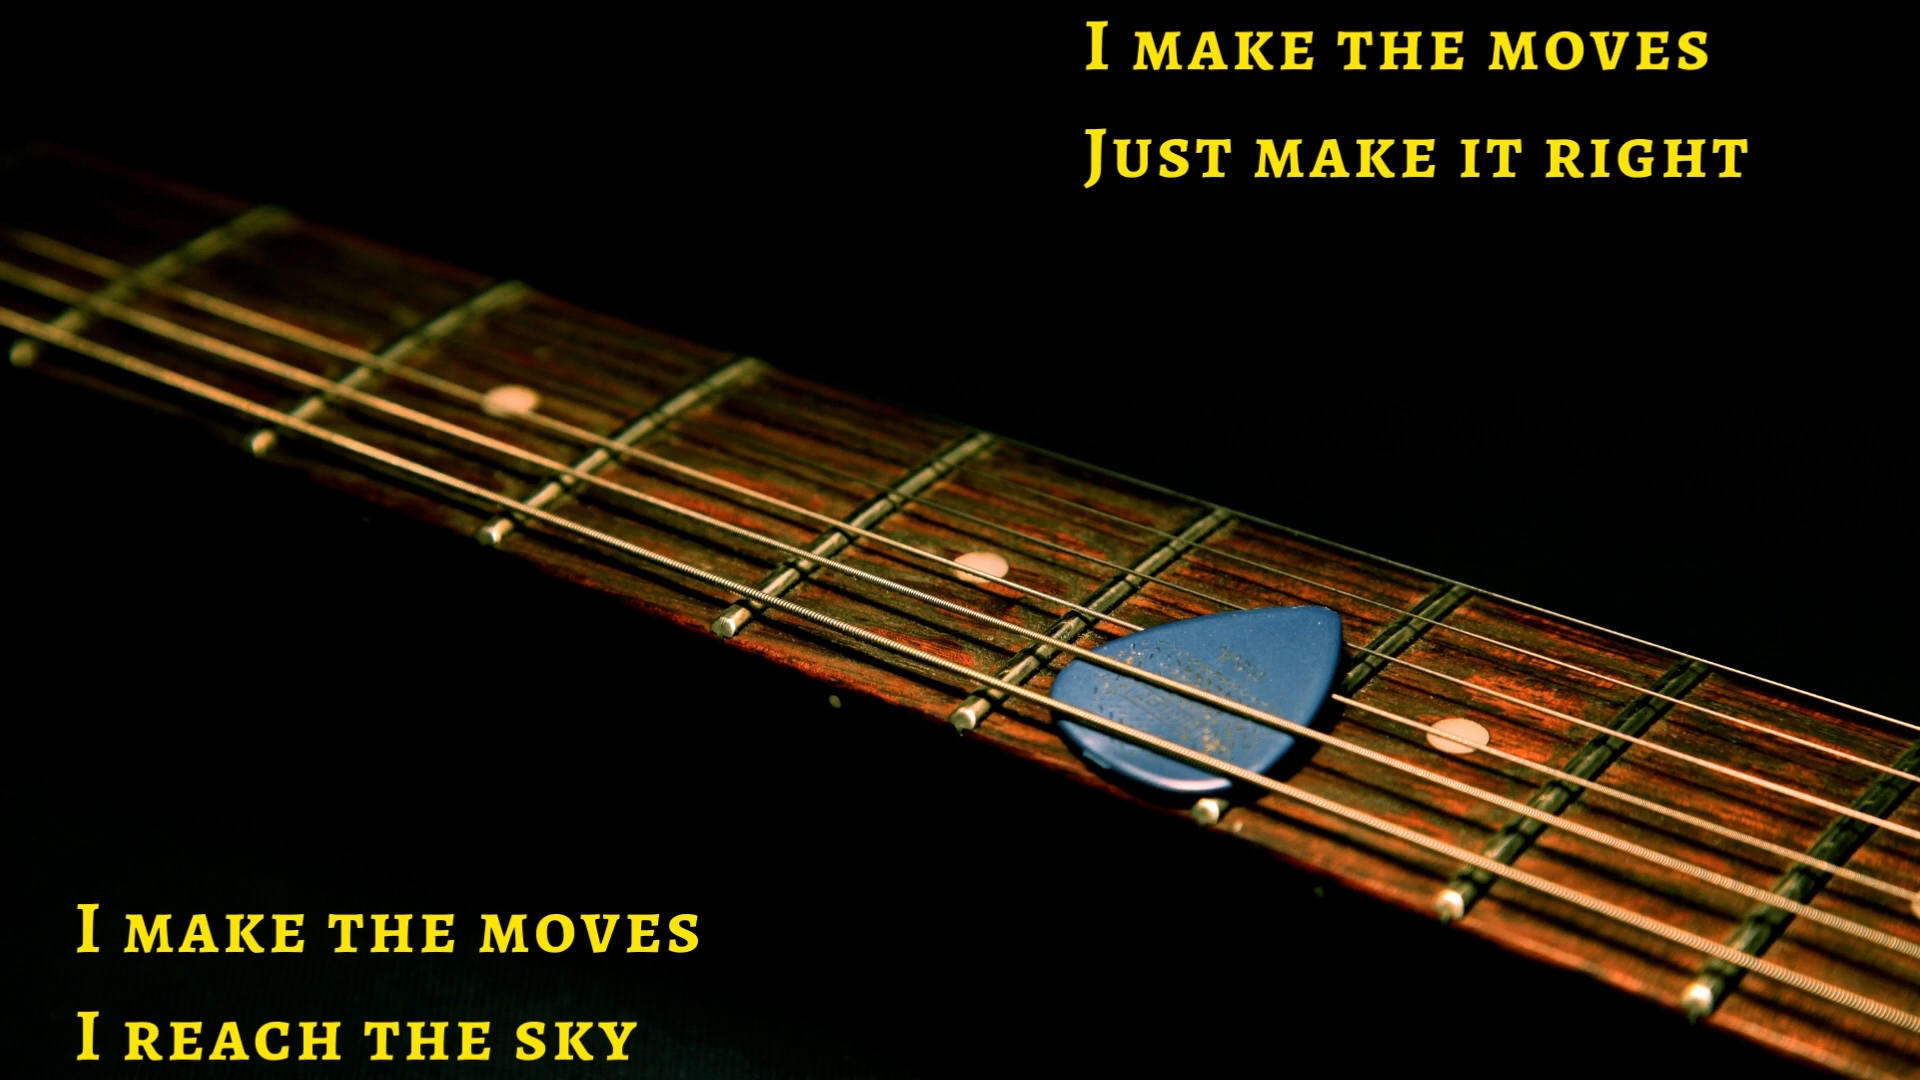 I make the moves
Just make it right
I make the moves
I reach the sky